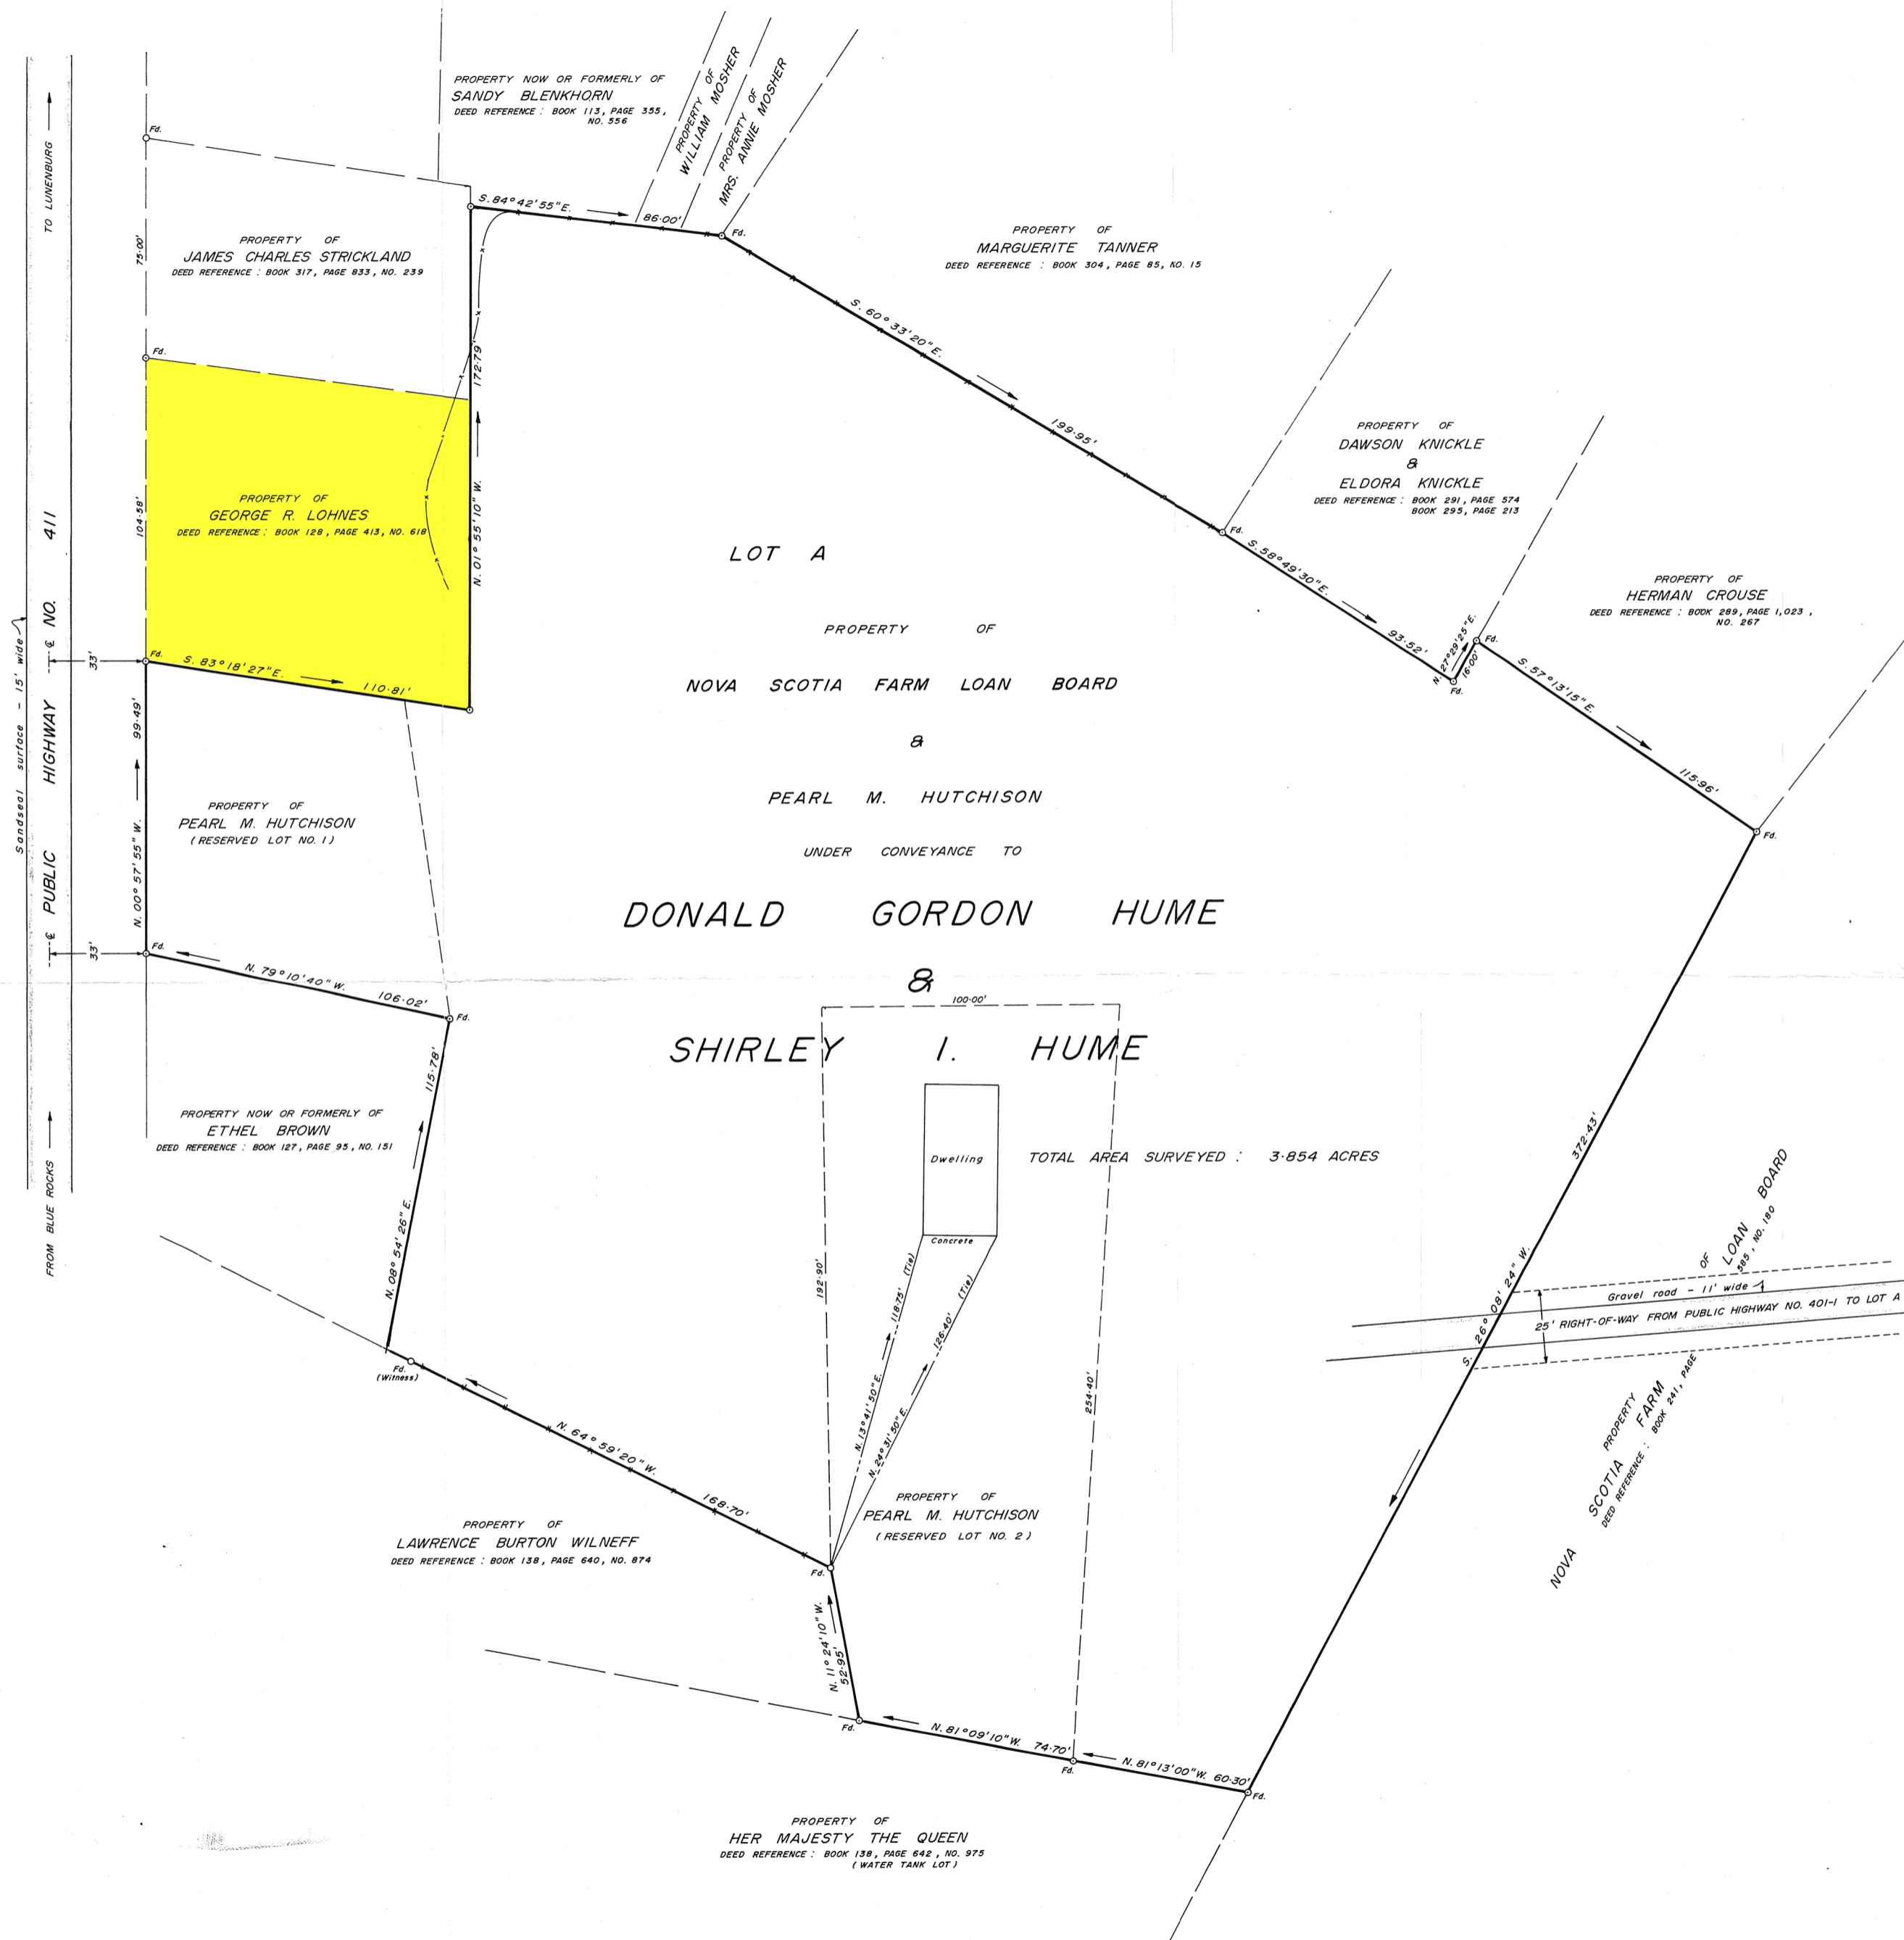 TO LUNENBURG
Sandseal surface - 15' wide
℄ PUBLIC HIGHWAY ℄ NO. 411
FROM BLUE ROCKS
33'
33'
Fd.
75·00'
Fd.
104·58'
Fd.
N. 00° 57' 55" W. 99·49'
Fd.
PROPERTY NOW OR FORMERLY OF
SANDY BLENKHORN
DEED REFERENCE : BOOK 113, PAGE 355,
NO. 556
PROPERTY OF
WILLIAM MOSHER
PROPERTY OF
MRS. ANNIE MOSHER
PROPERTY OF
JAMES CHARLES STRICKLAND
DEED REFERENCE : BOOK 317, PAGE 833, NO. 239
S. 84° 42' 55" E. 86·00'
Fd.
PROPERTY OF
MARGUERITE TANNER
DEED REFERENCE : BOOK 304, PAGE 85, NO. 15
S. 60° 33' 20" E. 199·95'
Fd.
N. 01° 55' 10" W. 172·79'
PROPERTY OF
GEORGE R. LOHNES
DEED REFERENCE : BOOK 128, PAGE 413, NO. 618
S. 83° 18' 27" E. 110·81'
PROPERTY OF
DAWSON KNICKLE
&
ELDORA KNICKLE
DEED REFERENCE : BOOK 291, PAGE 574
BOOK 295, PAGE 213
S. 58° 49' 30" E. 93·52'
Fd.
N. 27° 29' 25" E.
16·00'
Fd.
PROPERTY OF
HERMAN CROUSE
DEED REFERENCE : BOOK 289, PAGE 1,023,
NO. 267
S. 57° 13' 15" E. 115·96'
Fd.
LOT A
PROPERTY OF
NOVA SCOTIA FARM LOAN BOARD
&
PEARL M. HUTCHISON
UNDER CONVEYANCE TO
DONALD GORDON HUME
&
SHIRLEY I. HUME
PROPERTY OF
PEARL M. HUTCHISON
(RESERVED LOT NO. 1)
N. 79° 10' 40" W. 106·02'
Fd.
N. 08° 54' 26" E. 115·78'
PROPERTY NOW OR FORMERLY OF
ETHEL BROWN
DEED REFERENCE : BOOK 127, PAGE 95, NO. 151
100·00'
Dwelling
Concrete
TOTAL AREA SURVEYED : 3·854 ACRES
192·90'
N. 13° 41' 50" E. 118·75' (Tie)
N. 24° 31' 50" E. 126·40' (Tie)
254·40'
S. 26° 08' 24" W. 372·43'
Gravel road - 11' wide
25' RIGHT-OF-WAY FROM PUBLIC HIGHWAY NO. 401-1 TO LOT A
PROPERTY OF
NOVA SCOTIA FARM LOAN BOARD
DEED REFERENCE : BOOK 241, PAGE 585, NO. 180
Fd.
(Witness)
N. 64° 59' 20" W. 168·70'
PROPERTY OF
LAWRENCE BURTON WILNEFF
DEED REFERENCE : BOOK 138, PAGE 640, NO. 874
Fd.
PROPERTY OF
PEARL M. HUTCHISON
(RESERVED LOT NO. 2)
N. 11° 24' 10" W.
52·95'
Fd.
N. 81° 09' 10" W. 74·70'
Fd.
N. 81° 13' 00" W. 60·30'
Fd.
PROPERTY OF
HER MAJESTY THE QUEEN
DEED REFERENCE : BOOK 138, PAGE 642, NO. 975
(WATER TANK LOT)